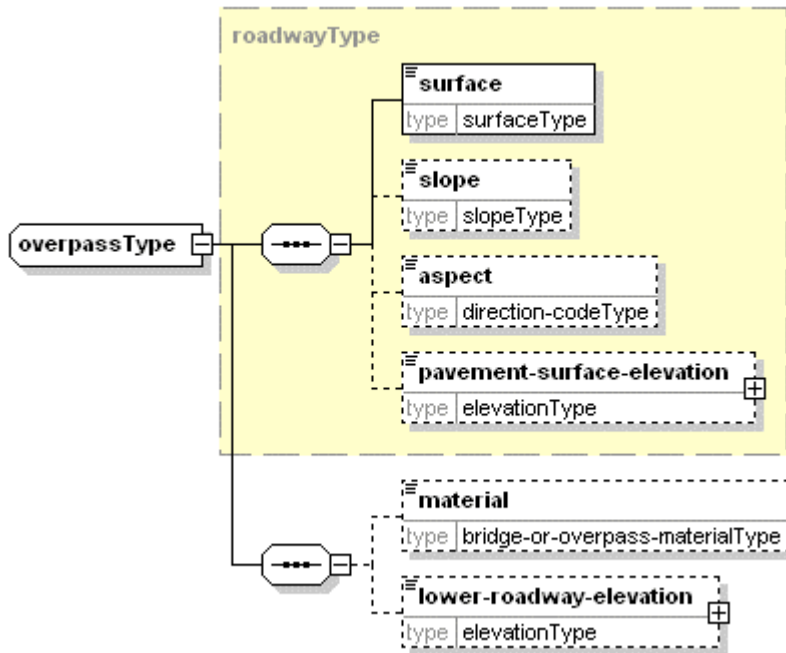 roadwayType
surface
type surfaceType
slope
type slopeType
overpassType
aspect
type direction-codeType
pavement-surface-elevation
type elevationType
material
type bridge-or-overpass-materialType
lower-roadway-elevation
type elevationType